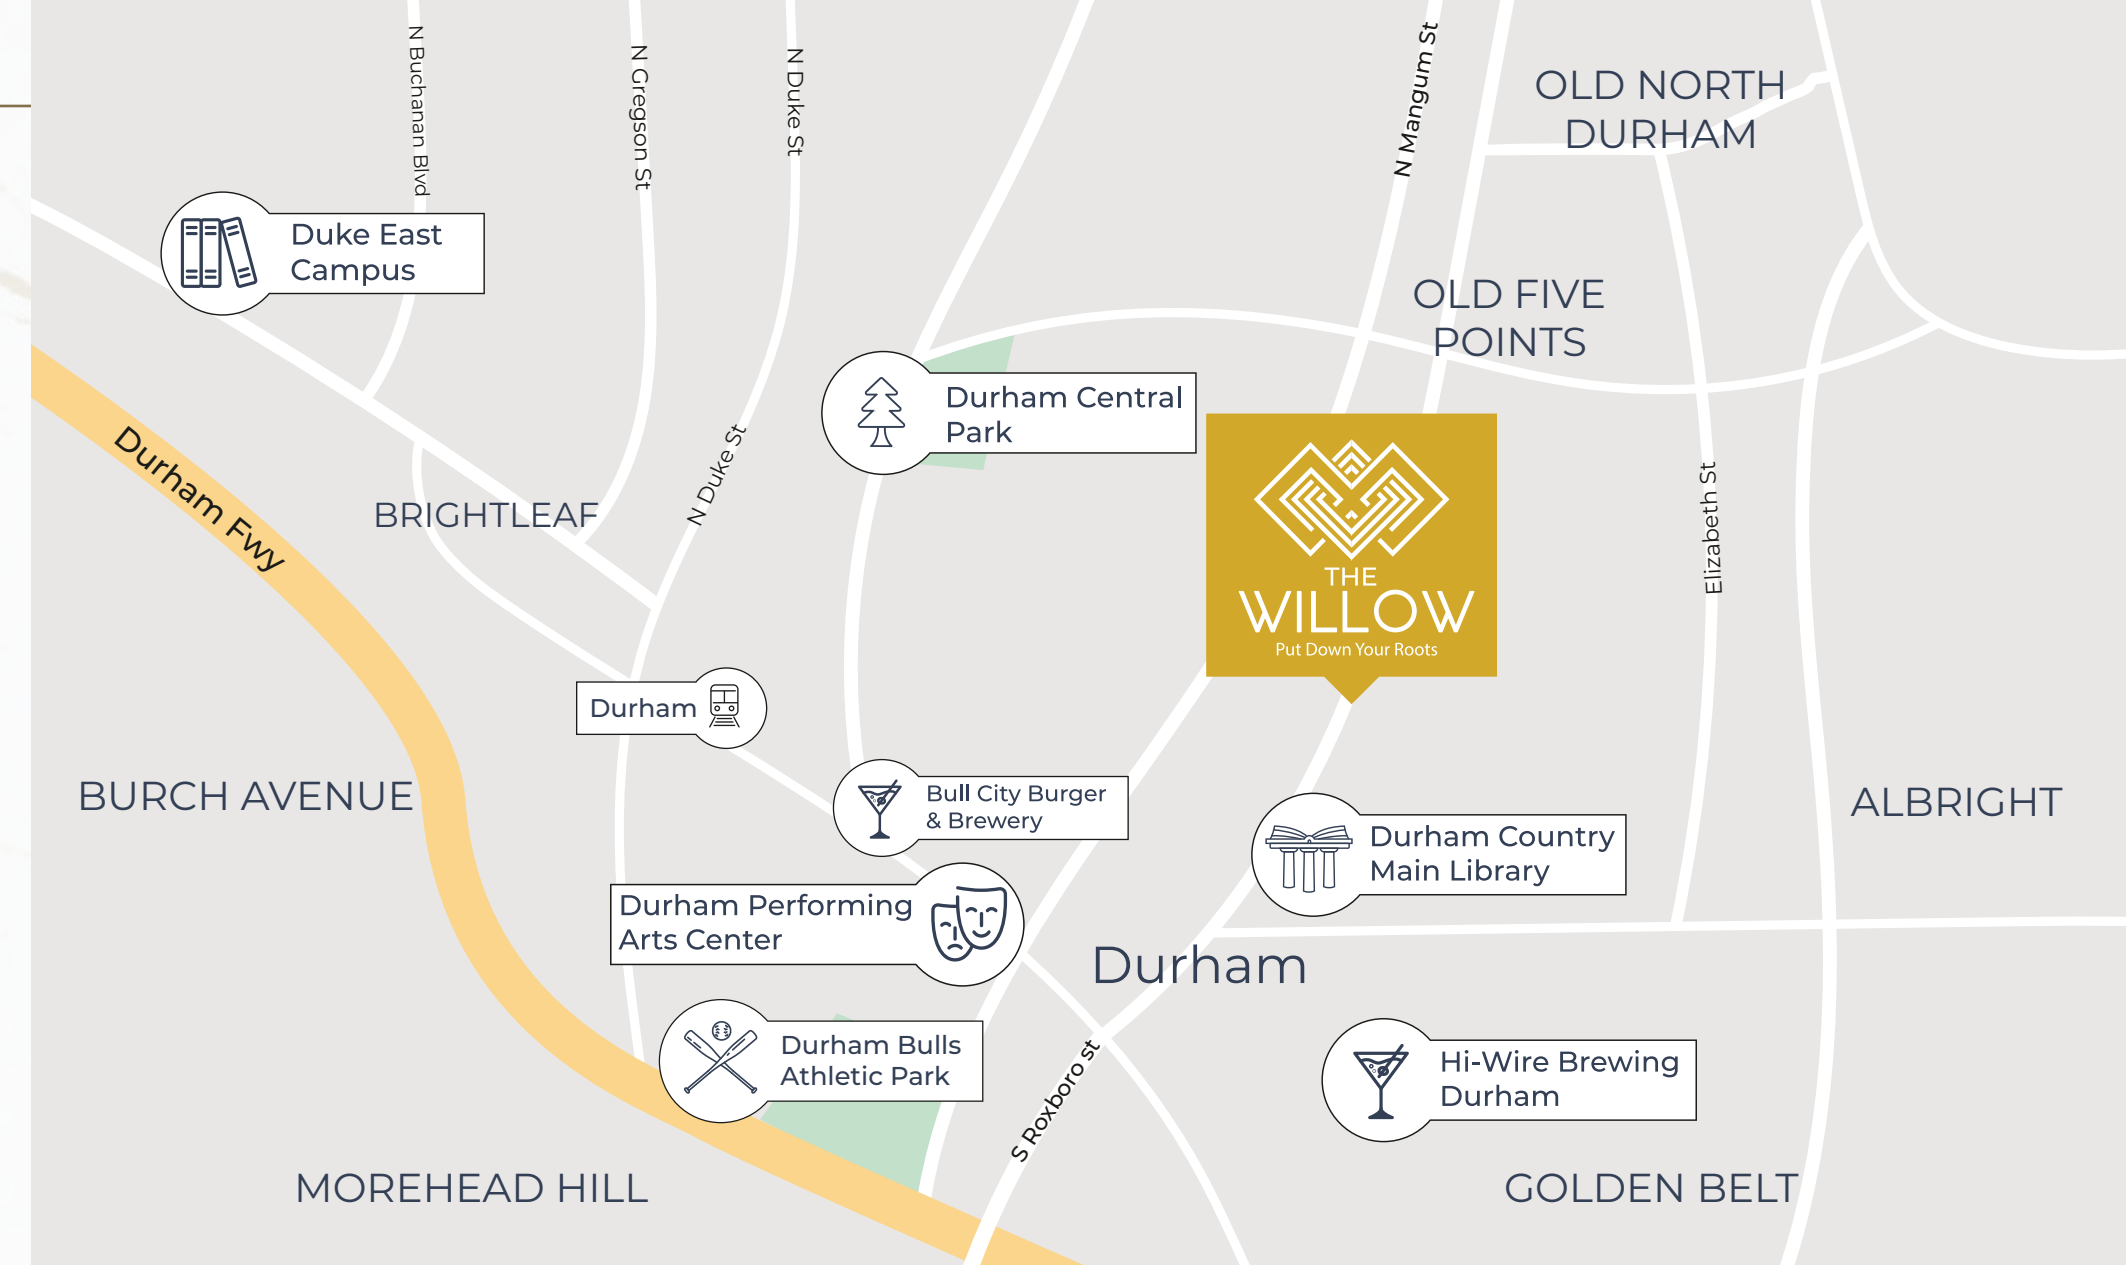 N Buchanan Blvd
N Gregson St
N Duke St
N Mangum St
OLD NORTH
DURHAM
Duke East
Campus
OLD FIVE
POINTS
Durham Central
Park
Durham Fwy
BRIGHTLEAF
N Duke St
Elizabeth St
THE
WILLOW
Put Down Your Roots
Durham
BURCH AVENUE
Bull City Burger
& Brewery
ALBRIGHT
Durham Country
Main Library
Durham Performing
Arts Center
Durham
Durham Bulls
Athletic Park
S Roxboro st
Hi-Wire Brewing
Durham
MOREHEAD HILL
GOLDEN BELT